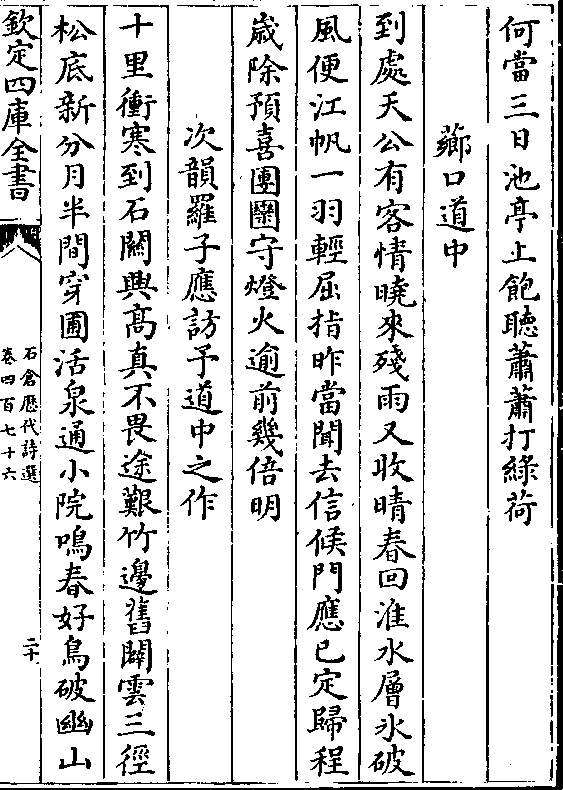 何當三日池亭上飽聽蕭蕭打綠荷
薌口道中
到處天公有客情曉來殘雨又收晴春回淮水層氷破
風便江帆一羽輕屈指昨當聞去信候門應已定歸程
歲除預喜團圞守燈火逾前幾倍明
次韻羅子應訪予道中之作
十里衝寒到石關興髙真不畏途艱竹邊舊闢雲三徑
松底新分月半間穿圃活泉通小院鳴春好鳥破幽山
欽定四庫全書
石倉歴代詩選
卷四百七十六
二十